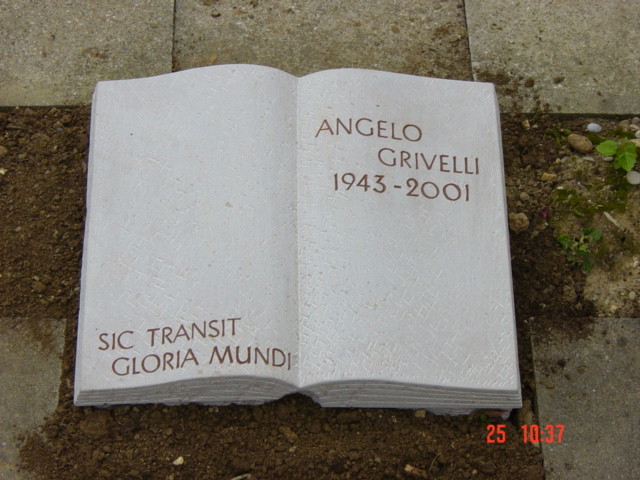 SIC TRANSIT
GLORIA MUNDI
ANGELO
GRIVELLI
1943-2001
25 10:37